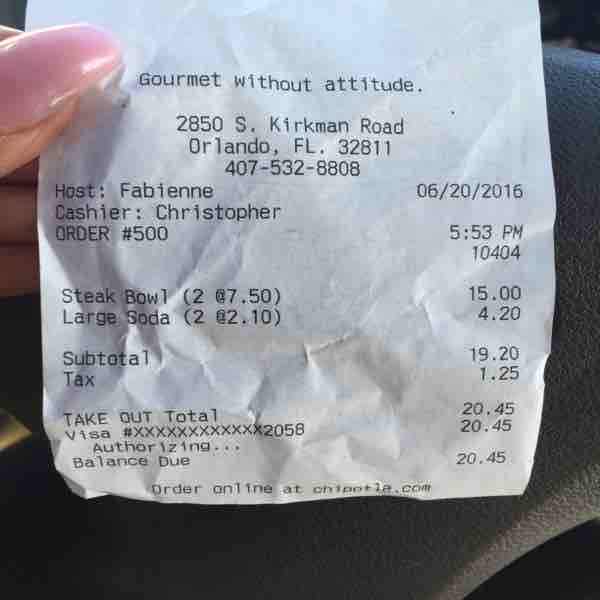 Gourmet without attitude.
2850 S. Kirkman Road
Orlando, FL. 32811
407-532-8808
Host: Fabienne 06/20/2016
Cashier: Christopher
ORDER #500 5:53 PM
10404
Steak Bowl (2 @7.50) 15.00
Large Soda (2 @2.10) 4.20
Subtotal 19.20
Tax 1.25
TAKE OUT Total 20.45
Visa #XXXXXXXXXXXX2058 20.45
Authorizing...
Balance Due 20.45
Order online at chipotle.com